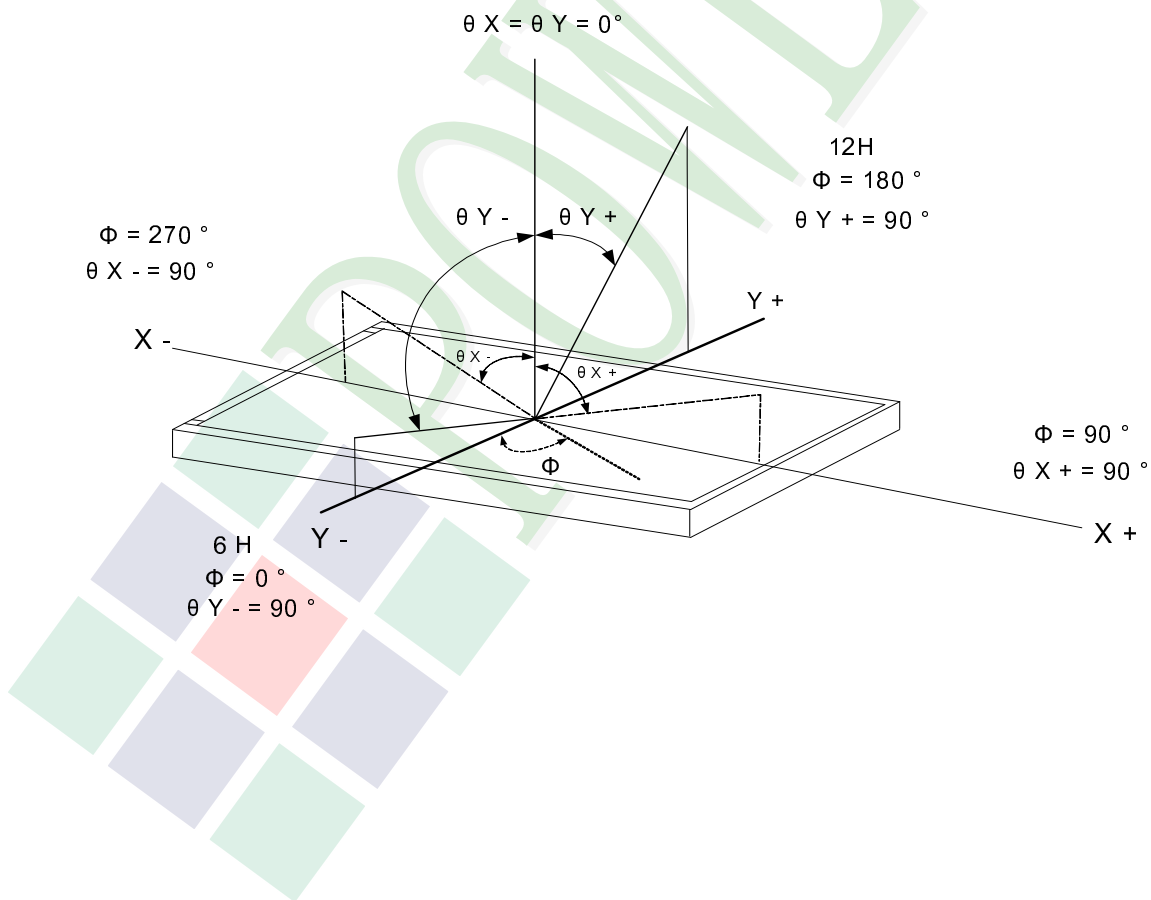 θ X = θ Y = 0°
12H
Φ = 180 °
θ Y + = 90 °
θ Y - θ Y +
Φ = 270 °
θ X - = 90 °
Y +
X -
θ X -
θ X +
Φ = 90 °
θ X + = 90 °
Φ
X +
Y -
6 H
Φ = 0 °
θ Y - = 90 °